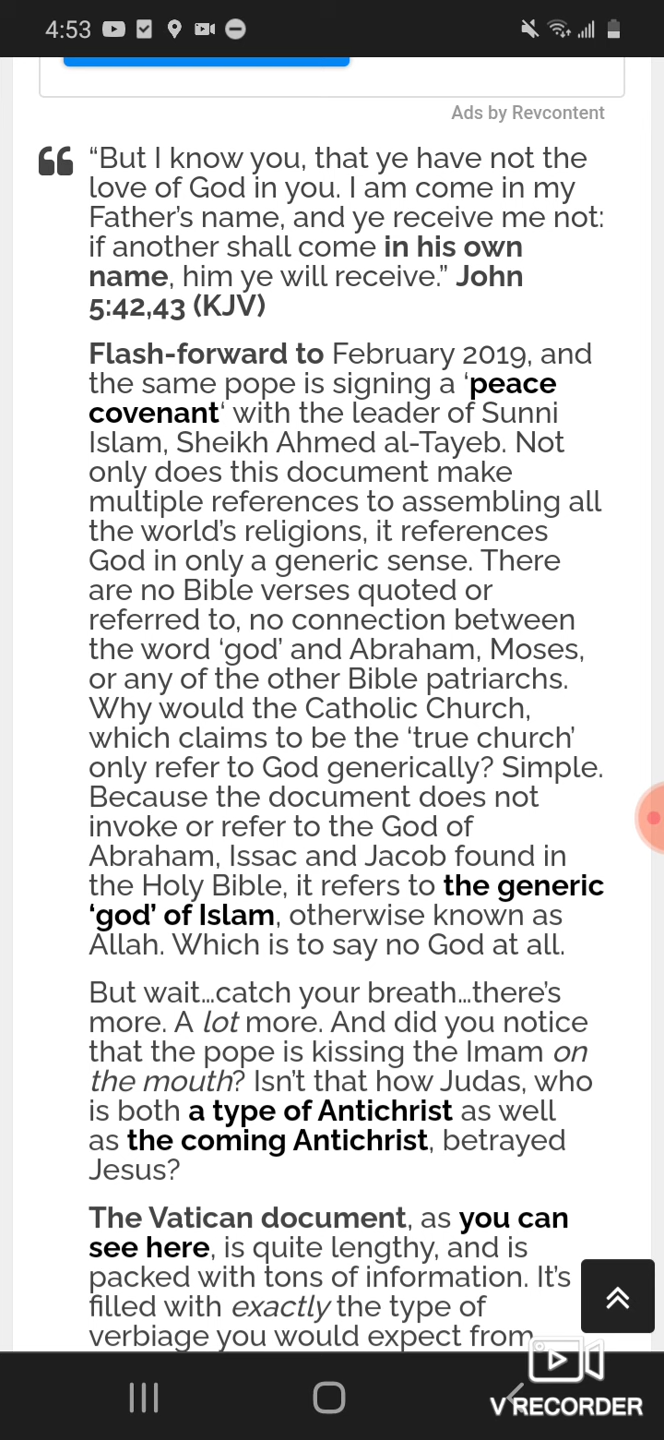 4:53
Ads by Revcontent
“But I know you, that ye have not the
love of God in you. I am come in my
Father’s name, and ye receive me not:
if another shall come in his own
name, him ye will receive.” John
5:42,43 (KJV)
Flash-forward to February 2019, and
the same pope is signing a ‘peace
covenant‘ with the leader of Sunni
Islam, Sheikh Ahmed al-Tayeb. Not
only does this document make
multiple references to assembling all
the world’s religions, it references
God in only a generic sense. There
are no Bible verses quoted or
referred to, no connection between
the word ‘god’ and Abraham, Moses,
or any of the other Bible patriarchs.
Why would the Catholic Church,
which claims to be the ‘true church’
only refer to God generically? Simple.
Because the document does not
invoke or refer to the God of
Abraham, Issac and Jacob found in
the Holy Bible, it refers to the generic
‘god’ of Islam, otherwise known as
Allah. Which is to say no God at all.
But wait…catch your breath…there’s
more. A lot more. And did you notice
that the pope is kissing the Imam on
the mouth? Isn’t that how Judas, who
is both a type of Antichrist as well
as the coming Antichrist, betrayed
Jesus?
The Vatican document, as you can
see here, is quite lengthy, and is
packed with tons of information. It’s
filled with exactly the type of
verbiage you would expect from
V RECORDER